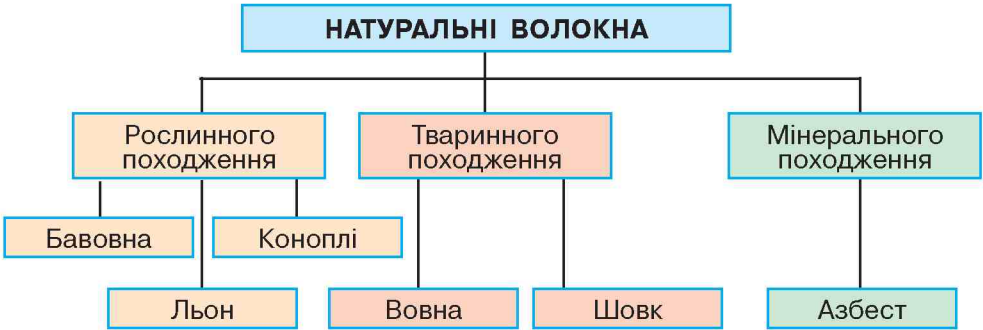 НАТУРАЛЬНІ ВОЛОКНА
Рослинного
походження
Тваринного
походження
Мінерального
походження
Бавовна
Коноплі
Льон
Вовна
Шовк
Азбест